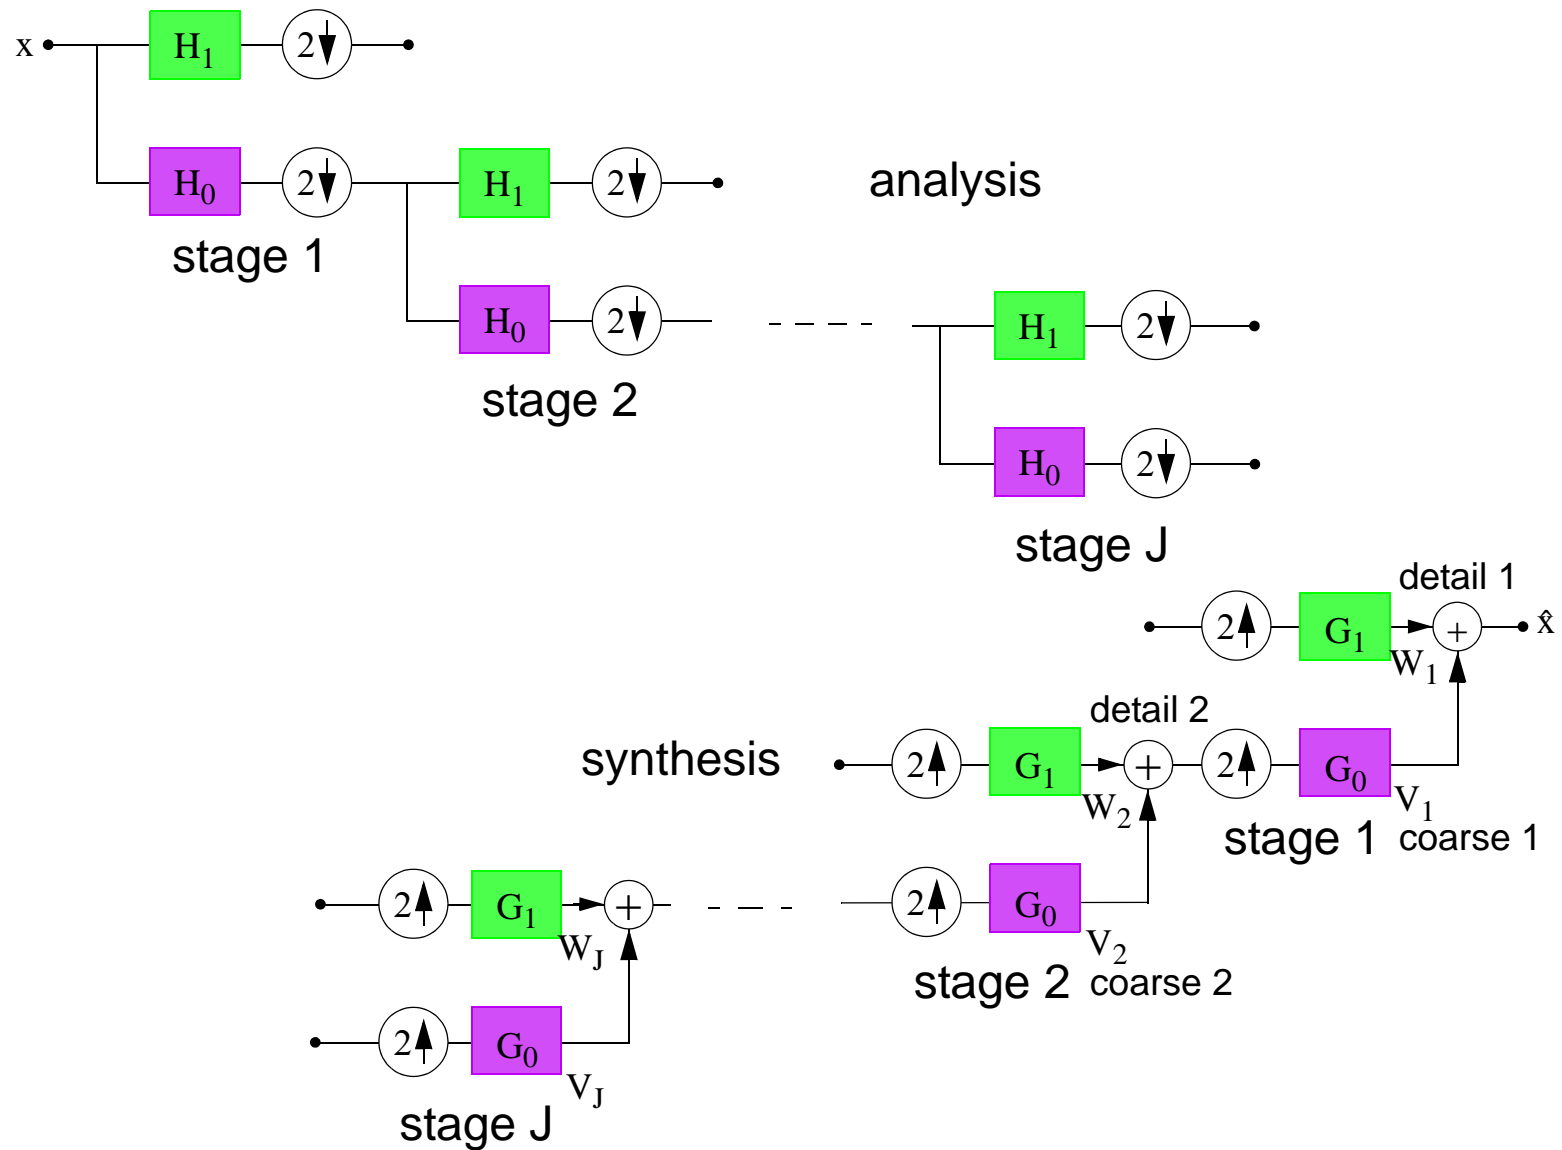 x H₁ 2
H₀ 2 H₁ 2 analysis
stage 1
H₀ 2 H₁ 2
stage 2
H₀ 2
stage J
detail 1
2 G₁ + x̂
W₁
detail 2
synthesis 2 G₁ + 2 G₀
W₂ V₁
stage 1 coarse 1
2 G₁ + 2 G₀
W_J V₂
stage 2 coarse 2
2 G₀
V_J
stage J